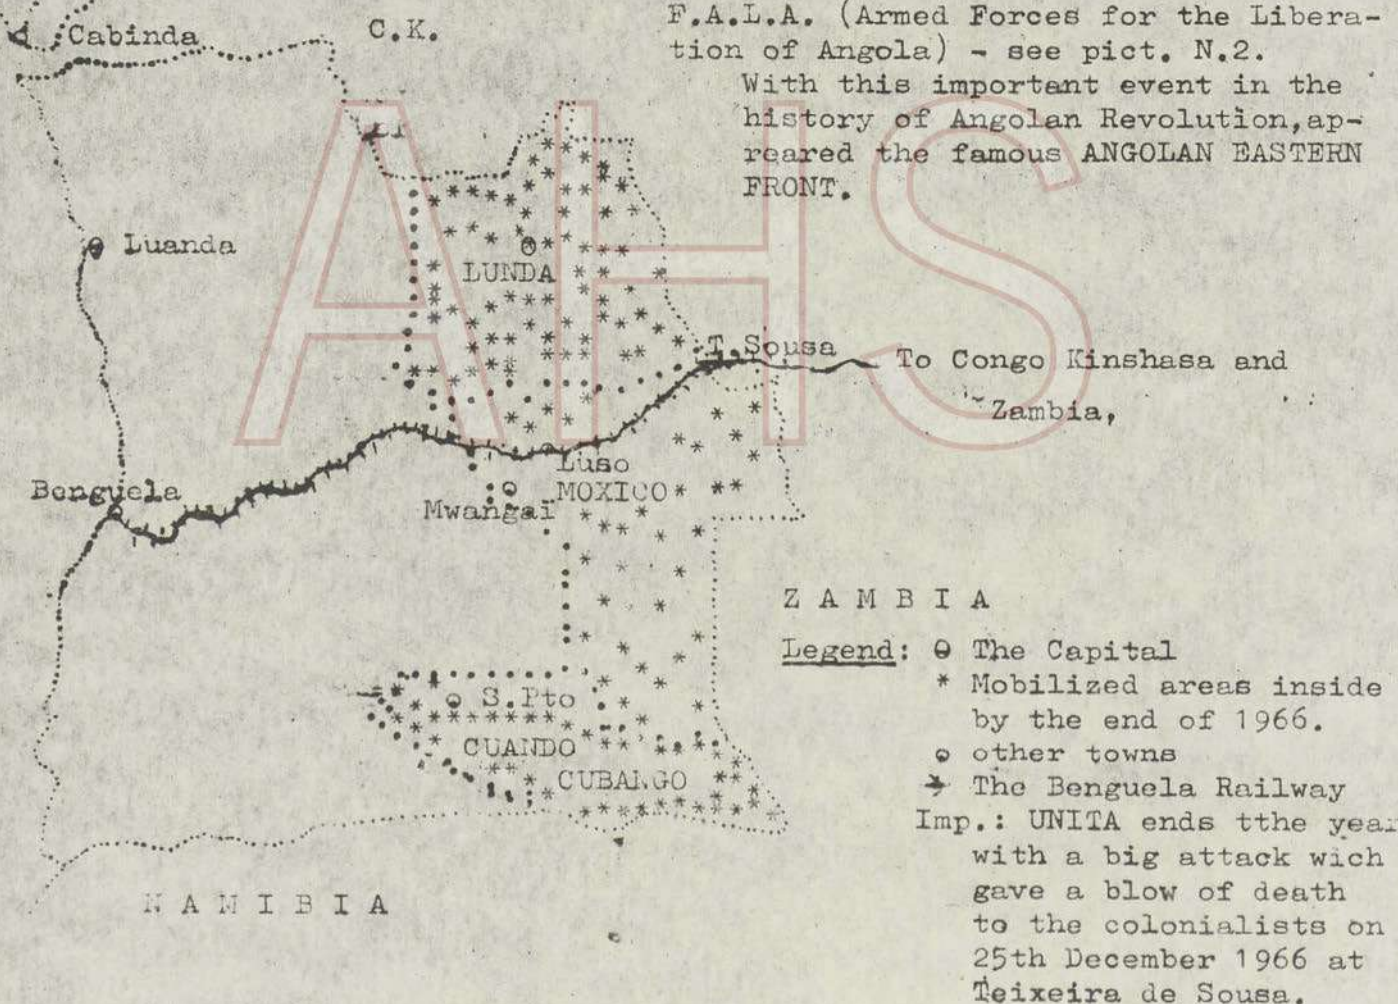 F.A.L.A. (Armed Forces for the Libera-
tion of Angola) - see pict. N.2.
With this important event in the
history of Angolan Revolution,ap-
reared the famous ANGOLAN EASTERN
FRONT.
Cabinda
C.K.
AHS
Luanda
LUNDA
T.Sousa
To Congo Kinshasa and
Zambia,
Luso
Benguela
MOXICO
Mwangaï
Z A M B I A
Legend: The Capital
* Mobilized areas inside
by the end of 1966.
S.Pto
CUANDO
other towns
CUBANGO
The Benguela Railway
Imp.: UNITA ends tthe year
with a big attack wich
gave a blow of death
to the colonialists on
25th December 1966 at
Teixeira de Sousa.
N A M I B I A